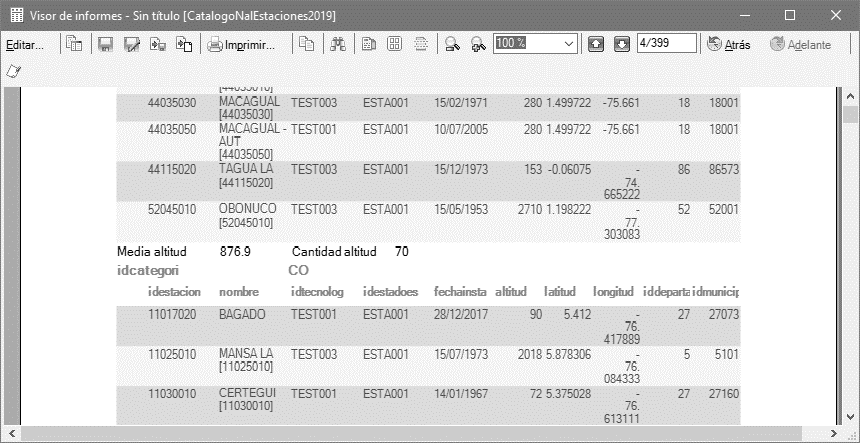 Visor de informes - Sin título [CatalogoNalEstaciones2019]
Editar... Imprimir... 100 % 4/399 Atrás Adelante
[44035010]
44035030 MACAGUAL [44035030] TEST003 ESTA001 15/02/1971 280 1.499722 -75.661 18 18001
44035050 MACAGUAL - AUT [44035050] TEST001 ESTA001 10/07/2005 280 1.499722 -75.661 18 18001
44115020 TAGUA LA [44115020] TEST003 ESTA001 15/12/1973 153 -0.06075 -74.665222 86 86573
52045010 OBONUCO [52045010] TEST003 ESTA001 15/05/1953 2710 1.198222 -77.303083 52 52001
Media altitud 876.9 Cantidad altitud 70
idcategori CO
idestacion nombre idtecnolog idestadoes fechainsta altitud latitud longitud iddeparta idmunicip
11017020 BAGADO TEST001 ESTA001 28/12/2017 90 5.412 -76.417889 27 27073
11025010 MANSA LA [11025010] TEST003 ESTA001 15/07/1973 2018 5.878306 -76.084333 5 5101
11030010 CERTEGUI [11030010] TEST001 ESTA001 14/01/1967 72 5.375028 -76.613111 27 27160